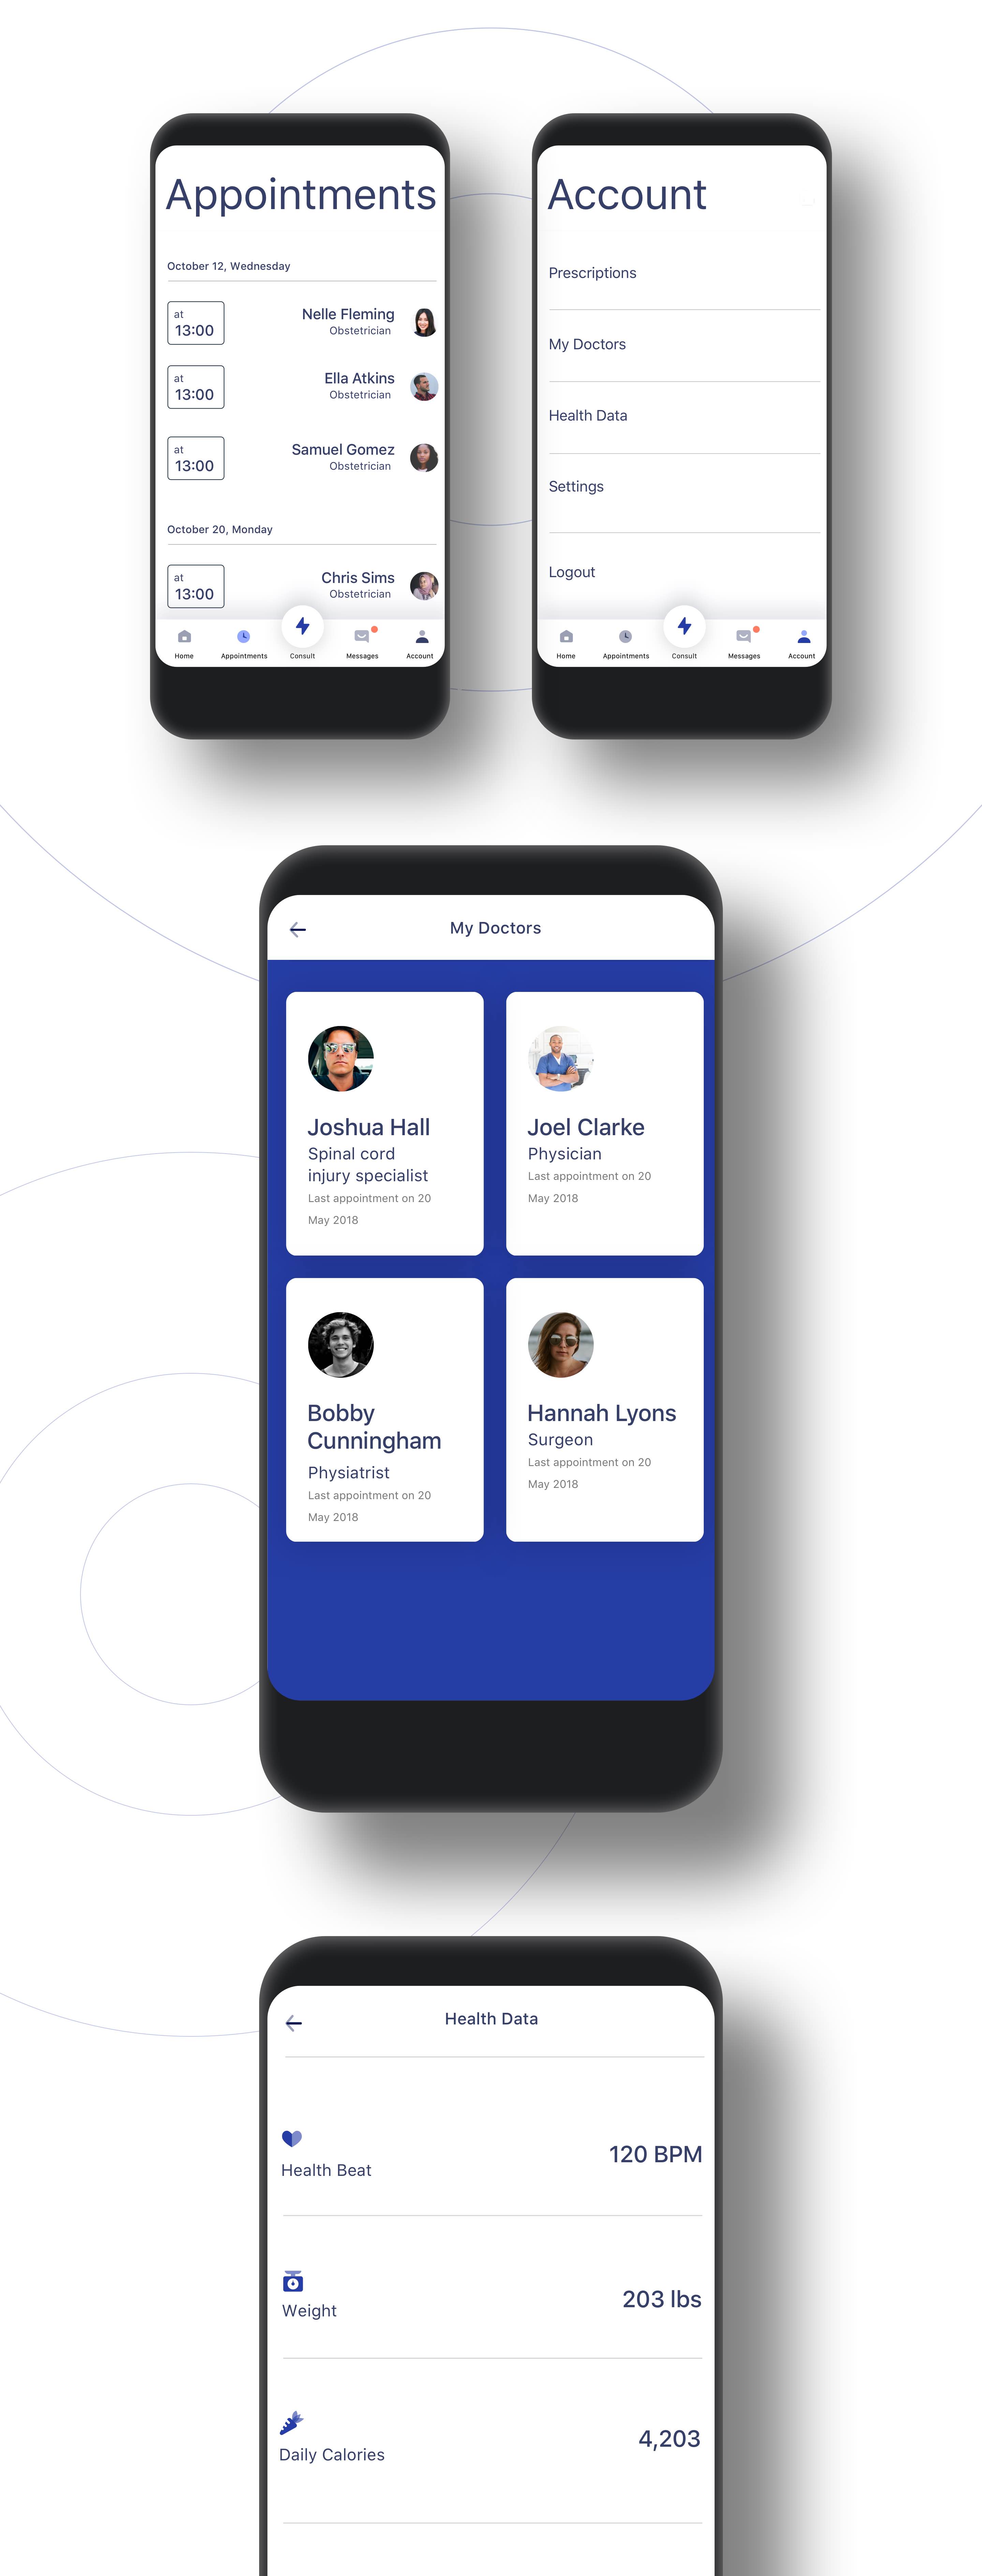 Appointments
October 12, Wednesday
at
13:00
Nelle Fleming
Obstetrician
at
13:00
Ella Atkins
Obstetrician
at
13:00
Samuel Gomez
Obstetrician
October 20, Monday
at
13:00
Chris Sims
Obstetrician
Home
Appointments
Consult
Messages
Account
Account
Prescriptions
My Doctors
Health Data
Settings
Logout
Home
Appointments
Consult
Messages
Account
My Doctors
Joshua Hall
Spinal cord
injury specialist
Last appointment on 20
May 2018
Joel Clarke
Physician
Last appointment on 20
May 2018
Bobby
Cunningham
Physiatrist
Last appointment on 20
May 2018
Hannah Lyons
Surgeon
Last appointment on 20
May 2018
Health Data
Health Beat
120 BPM
Weight
203 lbs
Daily Calories
4,203